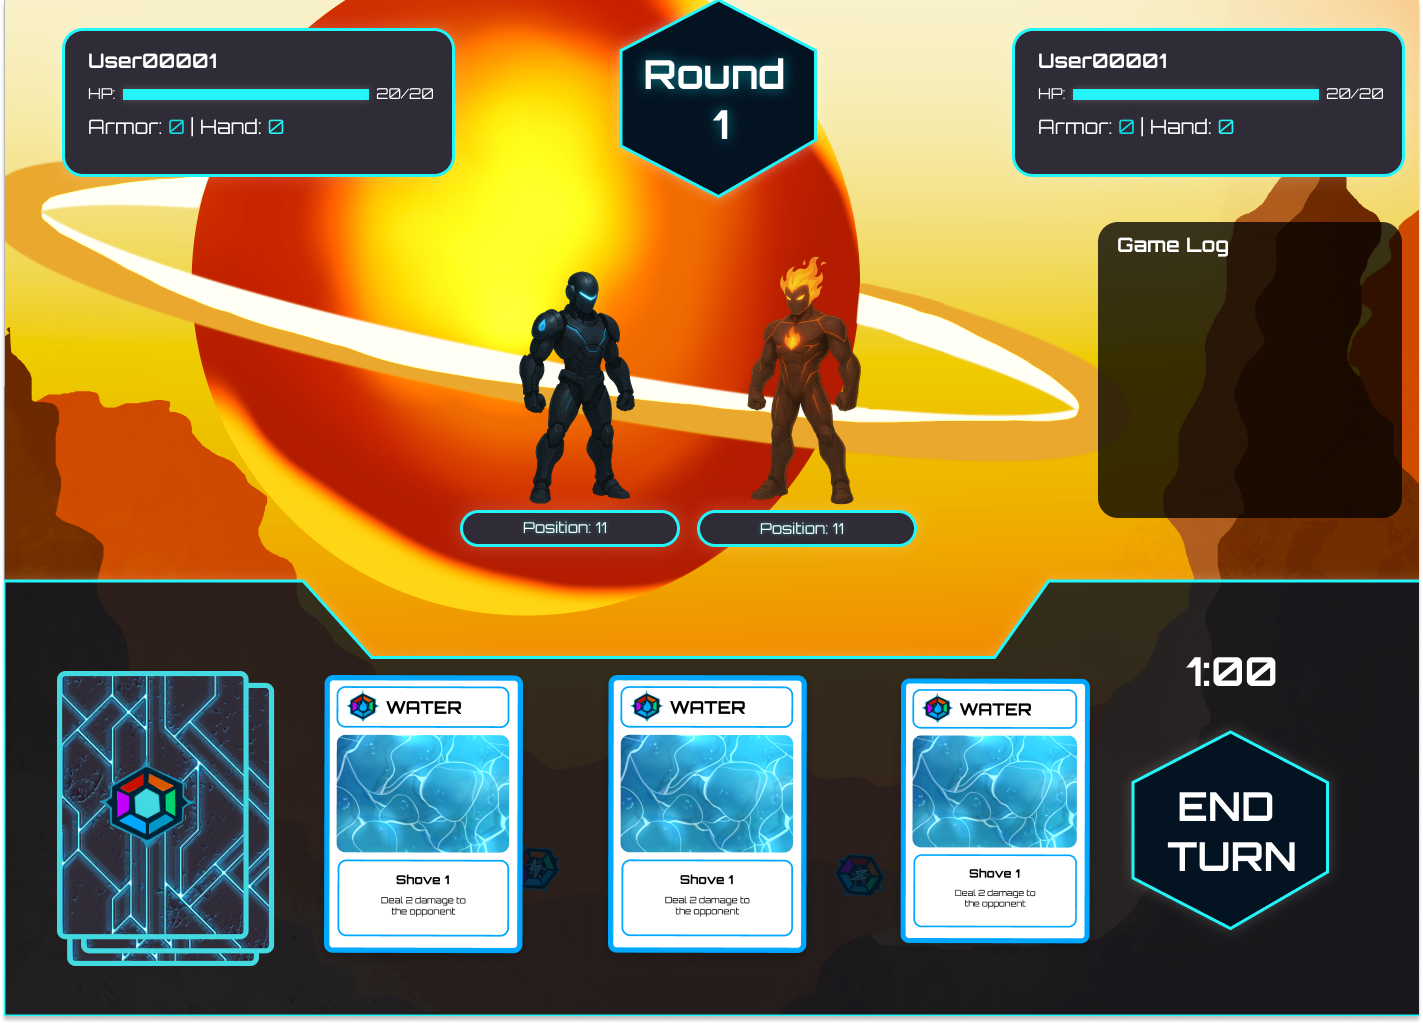 User00001
HP: 20/20
Armor: 0 | Hand: 0
Round
1
User00001
HP: 20/20
Armor: 0 | Hand: 0
Game Log
Position: 11
Position: 11
WATER
Shove 1
Deal 2 damage to
the opponent
WATER
Shove 1
Deal 2 damage to
the opponent
WATER
Shove 1
Deal 2 damage to
the opponent
1:00
END
TURN